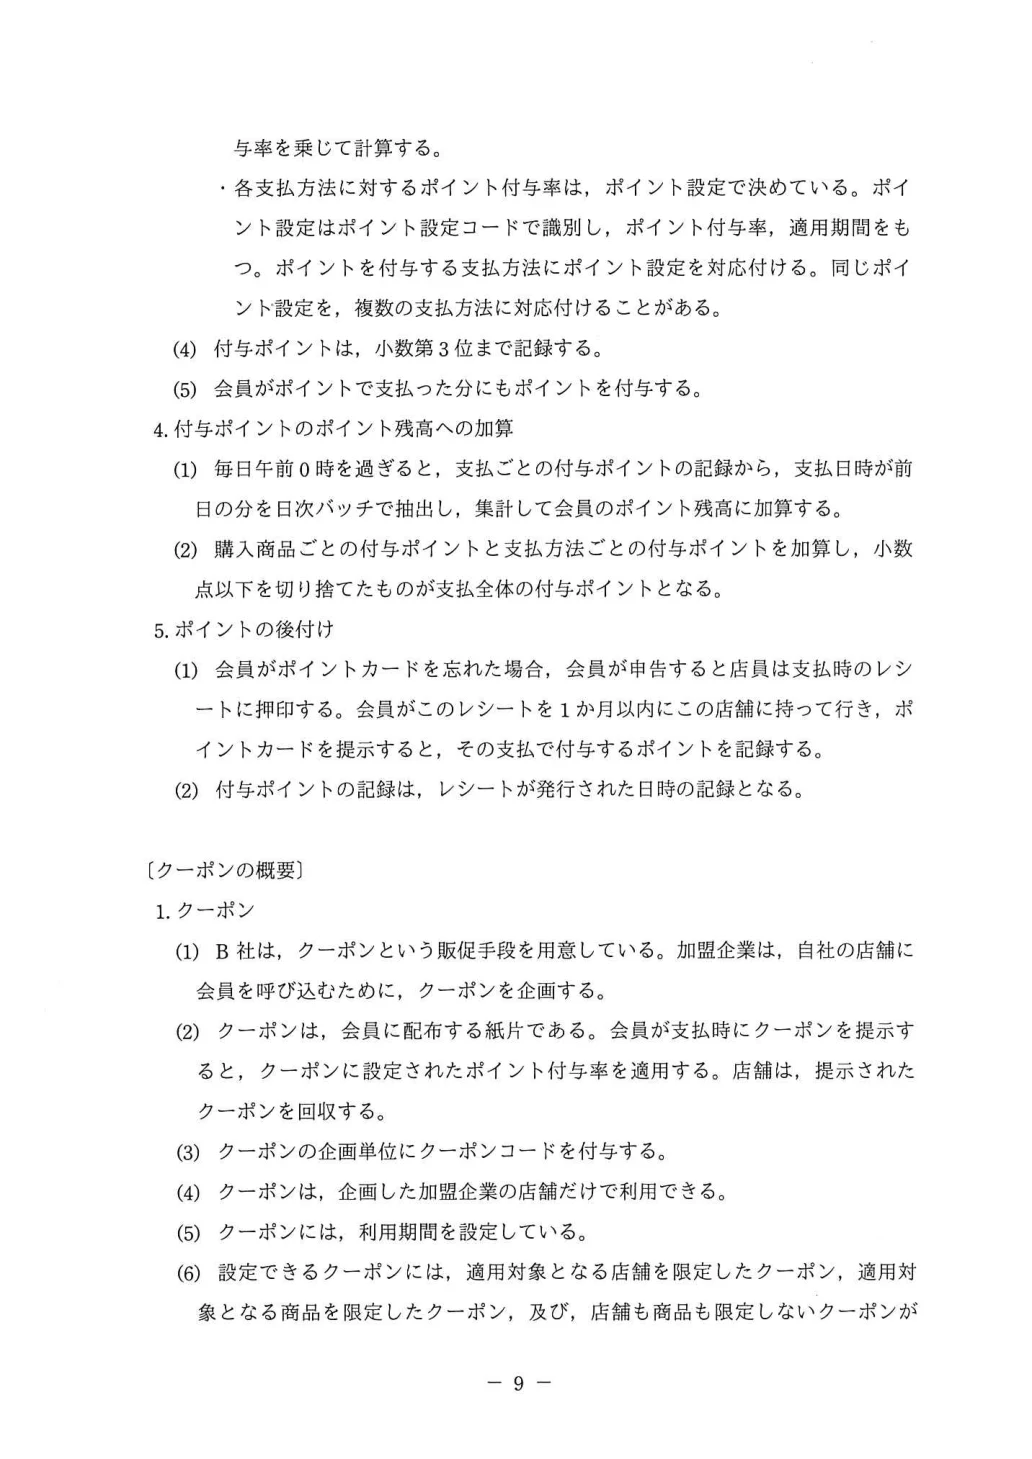 与率を乗じて計算する。
・各支払方法に対するポイント付与率は，ポイント設定で決めている。ポイ
ント設定はポイント設定コードで識別し，ポイント付与率，適用期間をも
つ。ポイントを付与する支払方法にポイント設定を対応付ける。同じポイ
ント設定を，複数の支払方法に対応付けることがある。
(4) 付与ポイントは，小数第3位まで記録する。
(5) 会員がポイントで支払った分にもポイントを付与する。
4. 付与ポイントのポイント残高への加算
(1) 毎日午前0時を過ぎると，支払ごとの付与ポイントの記録から，支払日時が前
日の分を日次バッチで抽出し，集計して会員のポイント残高に加算する。
(2) 購入商品ごとの付与ポイントと支払方法ごとの付与ポイントを加算し，小数
点以下を切り捨てたものが支払全体の付与ポイントとなる。
5. ポイントの後付け
(1) 会員がポイントカードを忘れた場合，会員が申告すると店員は支払時のレシ
ートに押印する。会員がこのレシートを1か月以内にこの店舗に持って行き，ポ
イントカードを提示すると，その支払で付与するポイントを記録する。
(2) 付与ポイントの記録は，レシートが発行された日時の記録となる。
〔クーポンの概要〕
1. クーポン
(1) B社は，クーポンという販促手段を用意している。加盟企業は，自社の店舗に
会員を呼び込むために，クーポンを企画する。
(2) クーポンは，会員に配布する紙片である。会員が支払時にクーポンを提示す
ると，クーポンに設定されたポイント付与率を適用する。店舗は，提示された
クーポンを回収する。
(3) クーポンの企画単位にクーポンコードを付与する。
(4) クーポンは，企画した加盟企業の店舗だけで利用できる。
(5) クーポンには，利用期間を設定している。
(6) 設定できるクーポンには，適用対象となる店舗を限定したクーポン，適用対
象となる商品を限定したクーポン，及び，店舗も商品も限定しないクーポンが
－ 9 －